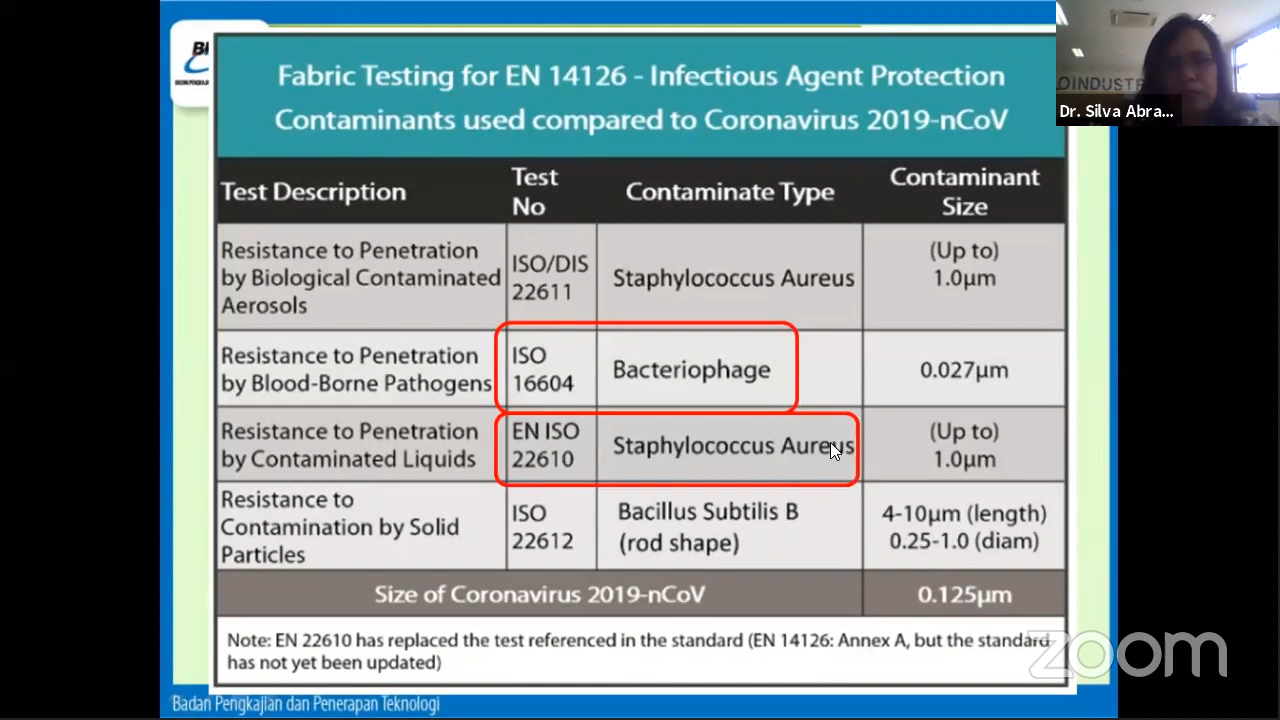 Fabric Testing for EN 14126 - Infectious Agent Protection
Contaminants used compared to Coronavirus 2019-nCoV
Test Description
Test
No
Contaminate Type
Contaminant
Size
Resistance to Penetration
by Biological Contaminated
Aerosols
ISO/DIS
22611
Staphylococcus Aureus
(Up to)
1.0µm
Resistance to Penetration
by Blood-Borne Pathogens
ISO
16604
Bacteriophage
0.027µm
Resistance to Penetration
by Contaminated Liquids
EN ISO
22610
Staphylococcus Aureus
(Up to)
1.0µm
Resistance to
Contamination by Solid
Particles
ISO
22612
Bacillus Subtilis B
(rod shape)
4-10µm (length)
0.25-1.0 (diam)
Size of Coronavirus 2019-nCoV
0.125µm
Note: EN 22610 has replaced the test referenced in the standard (EN 14126: Annex A, but the standard
has not yet been updated)
Badan Pengkajian dan Penerapan Teknologi
Dr. Silva Abra...
zoom